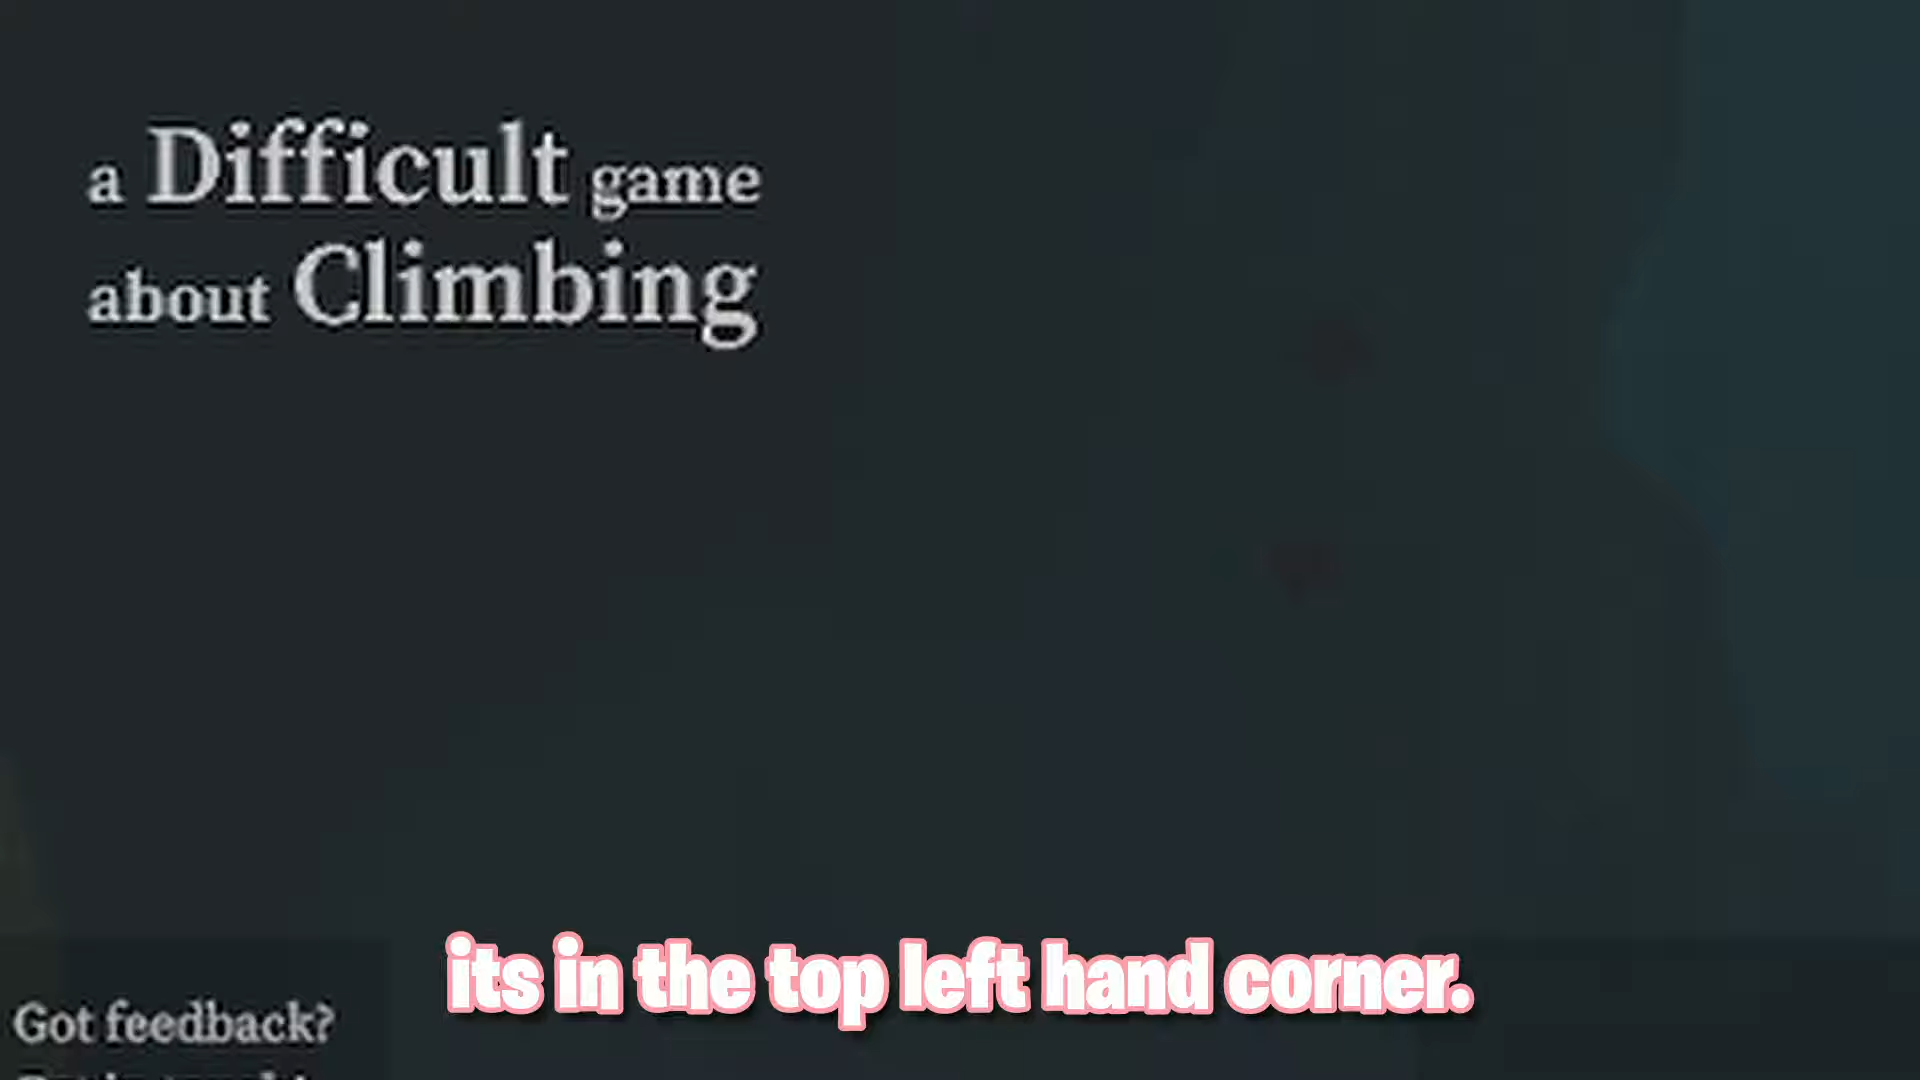 a Difficult game
about Climbing
its in the top left hand corner.
Got feedback?